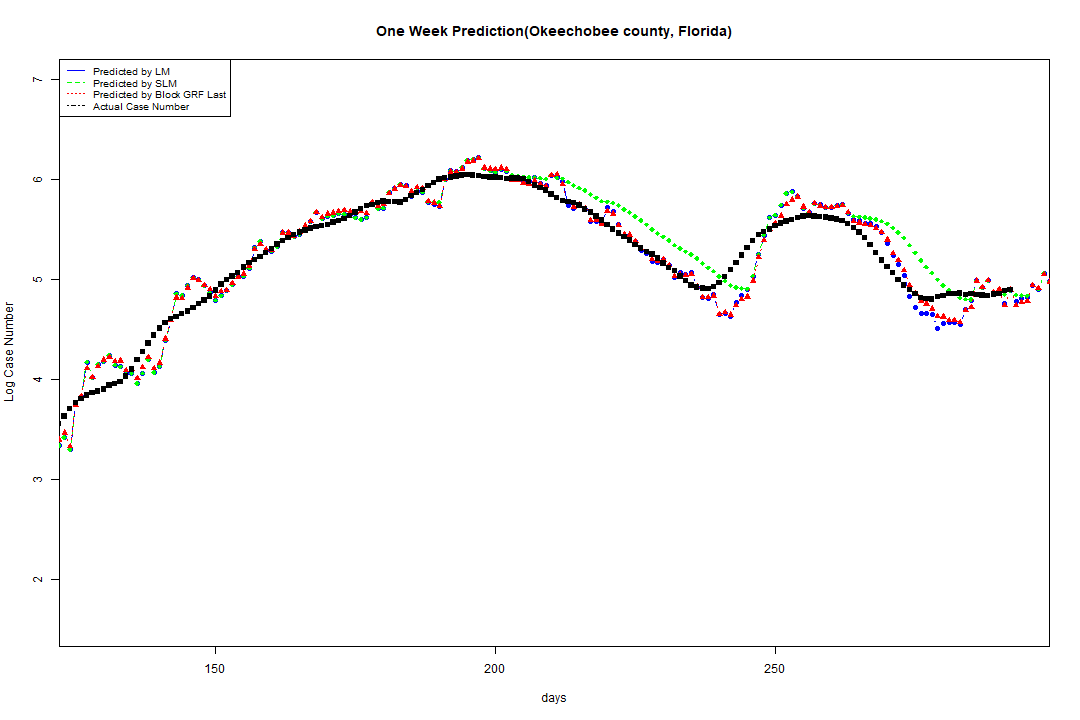 One Week Prediction(Okeechobee county, Florida)
Predicted by LM
Predicted by SLM
Predicted by Block GRF Last
Actual Case Number
7
6
5
4
3
2
Log Case Number
150 200 250
days